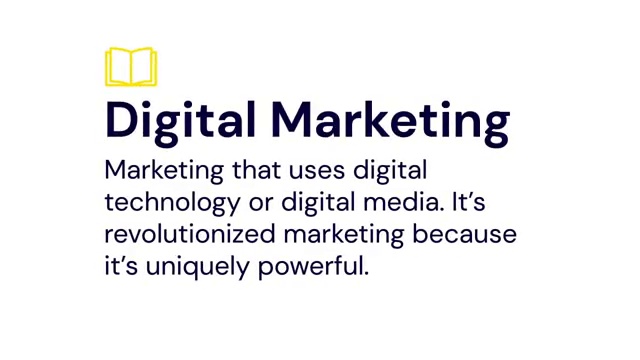 Digital Marketing
Marketing that uses digital
technology or digital media. It’s
revolutionized marketing because
it’s uniquely powerful.